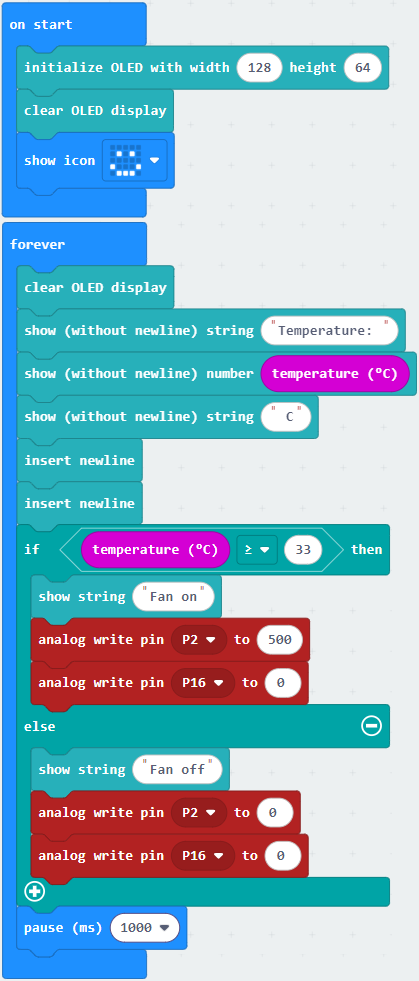 on start
initialize OLED with width 128 height 64
clear OLED display
show icon
forever
clear OLED display
show (without newline) string "Temperature: "
show (without newline) number temperature (°C)
show (without newline) string " C"
insert newline
insert newline
if temperature (°C) ≥ 33 then
show string "Fan on"
analog write pin P2 to 500
analog write pin P16 to 0
else
show string "Fan off"
analog write pin P2 to 0
analog write pin P16 to 0
pause (ms) 1000